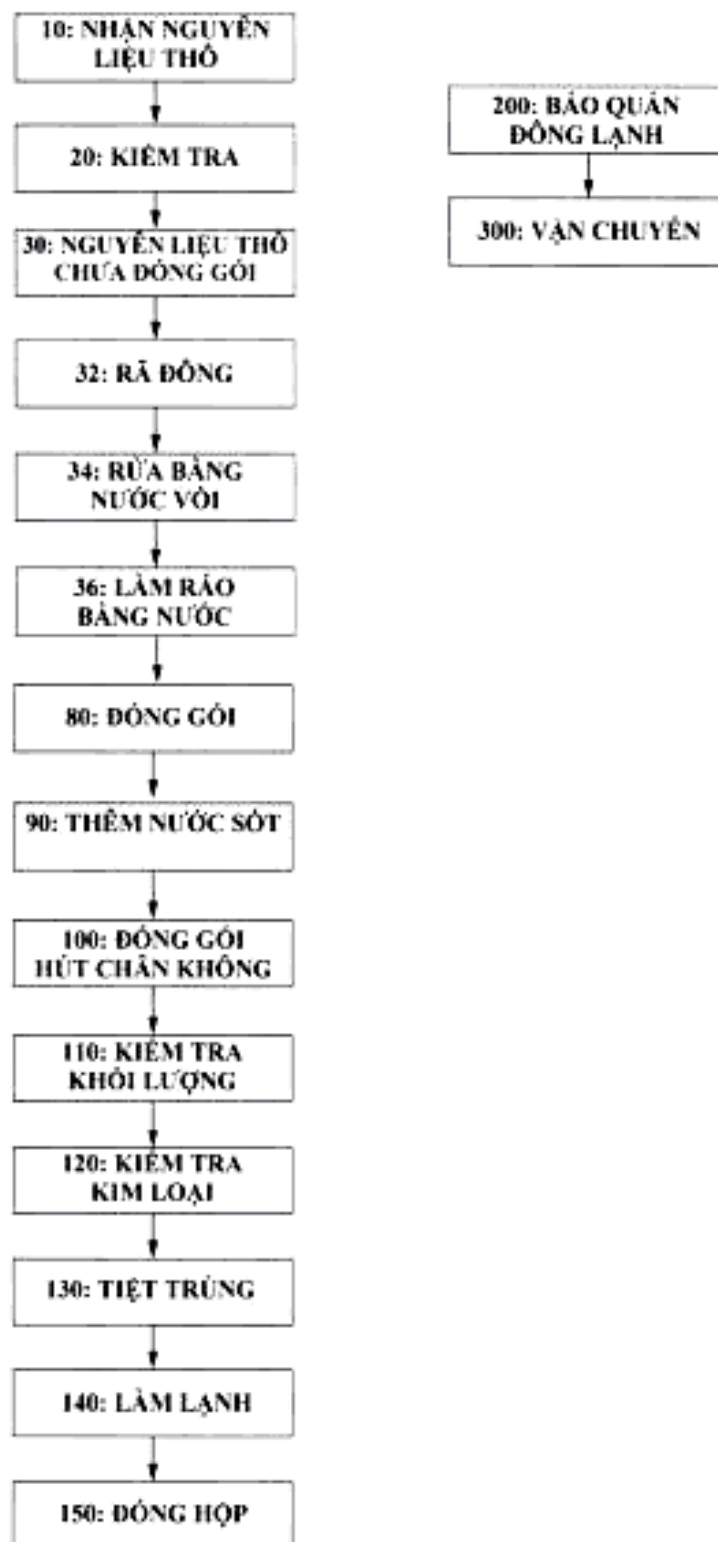 10: NHẬN NGUYÊN
LIỆU THÔ
20: KIỂM TRA
30: NGUYÊN LIỆU THÔ
CHƯA ĐÓNG GÓI
32: RÃ ĐÔNG
34: RỬA BẰNG
NƯỚC VÒI
36: LÀM RÁO
BẰNG NƯỚC
80: ĐÓNG GÓI
90: THÊM NƯỚC SỐT
100: ĐÓNG GÓI
HÚT CHÂN KHÔNG
110: KIỂM TRA
KHỐI LƯỢNG
120: KIỂM TRA
KIM LOẠI
130: TIỆT TRÙNG
140: LÀM LẠNH
150: ĐÓNG HỘP
200: BẢO QUẢN
ĐÔNG LẠNH
300: VẬN CHUYỂN